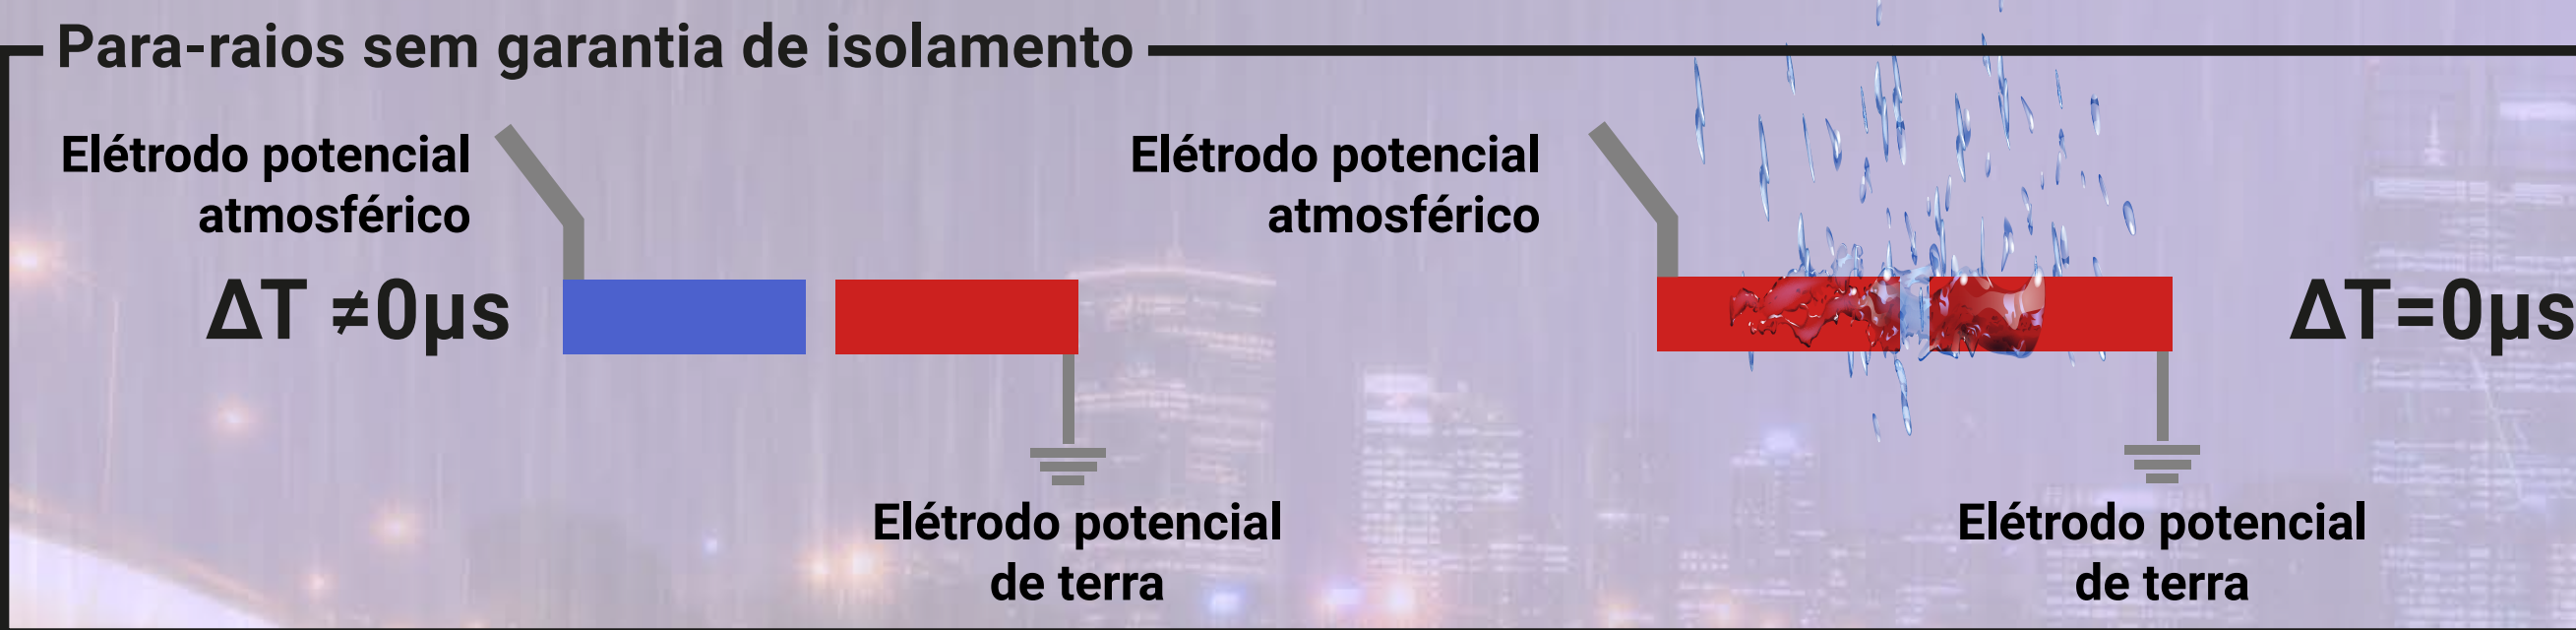 Para-raios sem garantia de isolamento
Elétrodo potencial
atmosférico
ΔT ≠0µs
Elétrodo potencial
de terra
Elétrodo potencial
atmosférico
ΔT=0µs
Elétrodo potencial
de terra